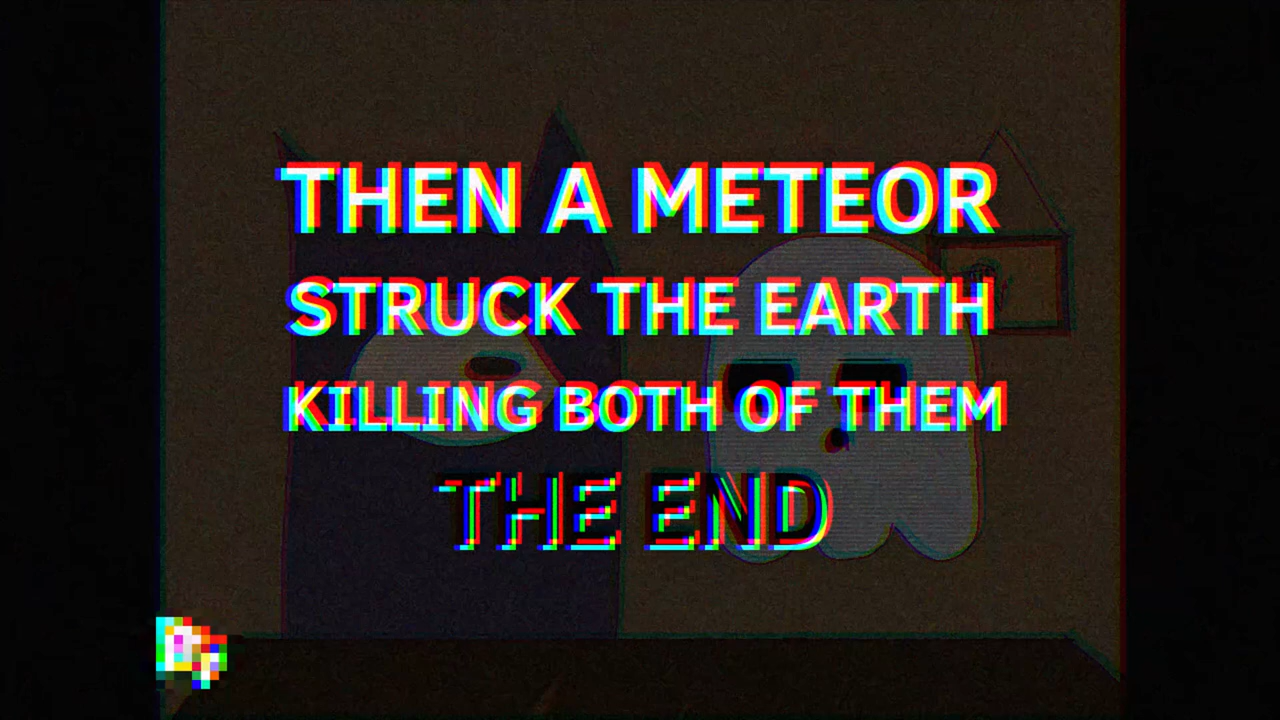 THEN A METEOR
STRUCK THE EARTH
KILLING BOTH OF THEM
THE END